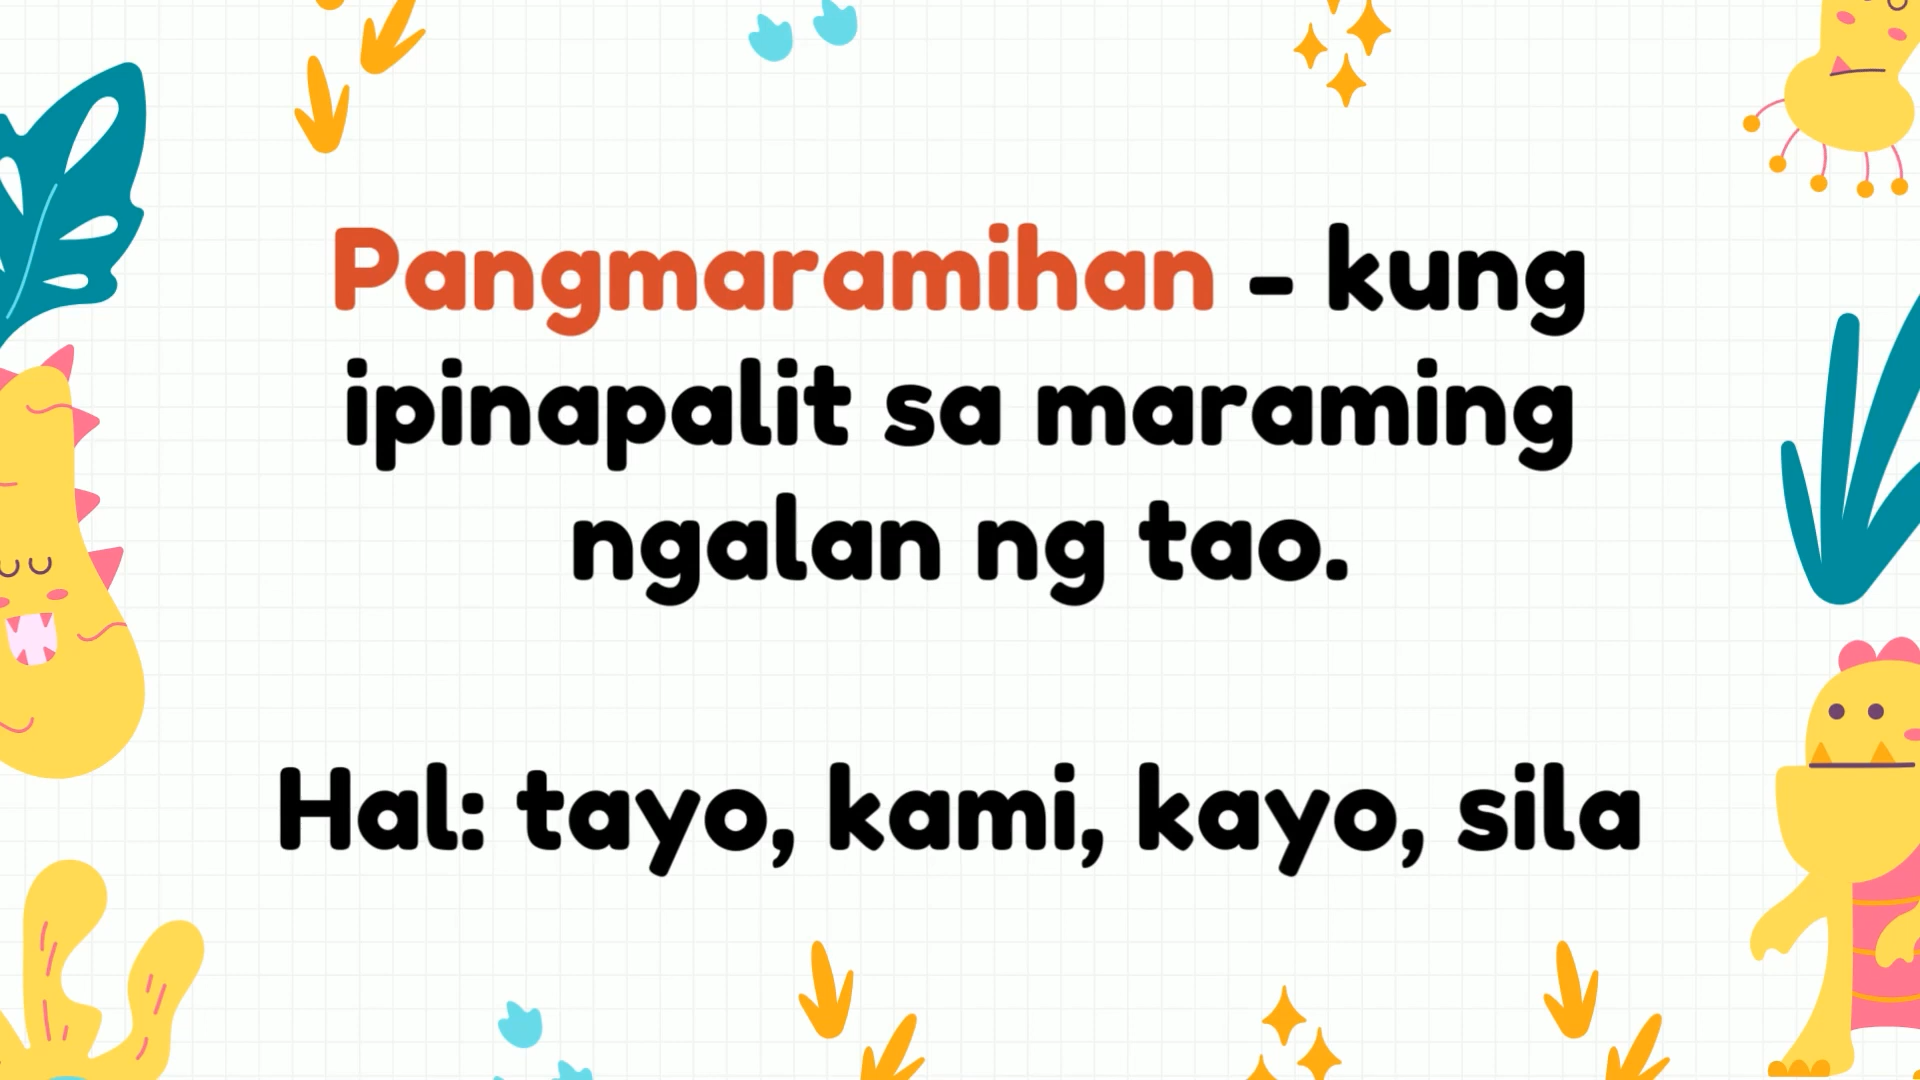 Pangmaramihan - kung
ipinapalit sa maraming
ngalan ng tao.
Hal: tayo, kami, kayo, sila